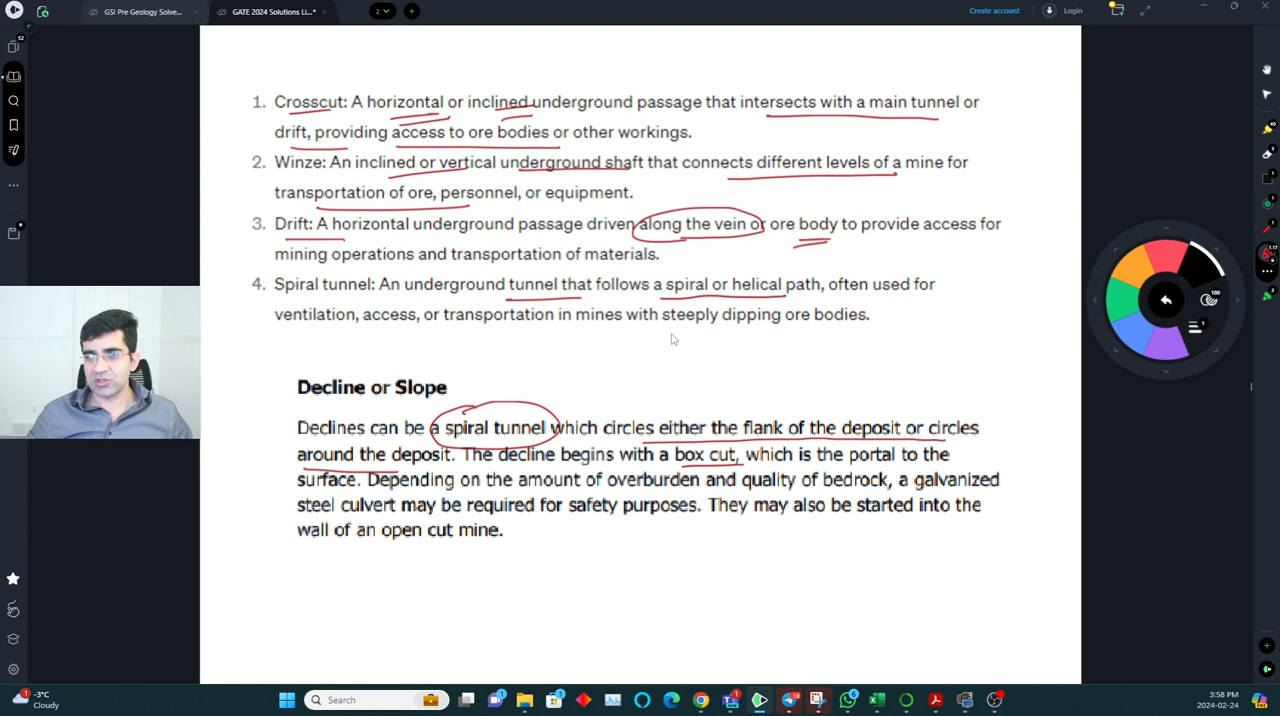 GSI Pre Geology Solve...
GATE 2024 Solutions Li...*
2
Create account
Login
52
1. Crosscut: A horizontal or inclined underground passage that intersects with a main tunnel or
drift, providing access to ore bodies or other workings.
2. Winze: An inclined or vertical underground shaft that connects different levels of a mine for
transportation of ore, personnel, or equipment.
3. Drift: A horizontal underground passage driven along the vein or ore body to provide access for
mining operations and transportation of materials.
4. Spiral tunnel: An underground tunnel that follows a spiral or helical path, often used for
ventilation, access, or transportation in mines with steeply dipping ore bodies.
Decline or Slope
Declines can be a spiral tunnel which circles either the flank of the deposit or circles
around the deposit. The decline begins with a box cut, which is the portal to the
surface. Depending on the amount of overburden and quality of bedrock, a galvanized
steel culvert may be required for safety purposes. They may also be started into the
wall of an open cut mine.
100
1
-3°C
Cloudy
Search
3:58 PM
2024-02-24